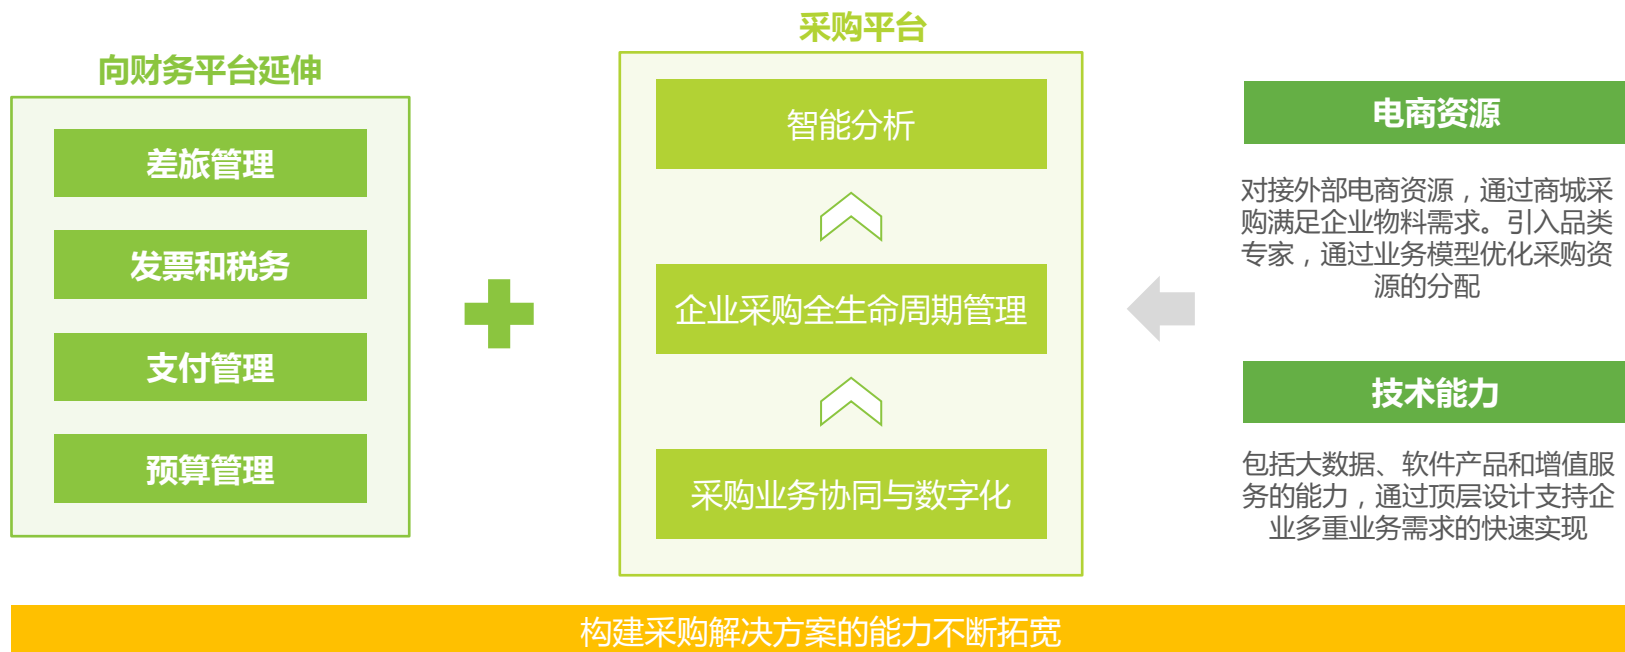 向财务平台延伸
差旅管理
发票和税务
支付管理
预算管理
采购平台
智能分析
企业采购全生命周期管理
采购业务协同与数字化
电商资源
对接外部电商资源，通过商城采
购满足企业物料需求。引入品类
专家，通过业务模型优化采购资
源的分配
技术能力
包括大数据、软件产品和增值服
务的能力，通过顶层设计支持企
业多重业务需求的快速实现
构建采购解决方案的能力不断拓宽